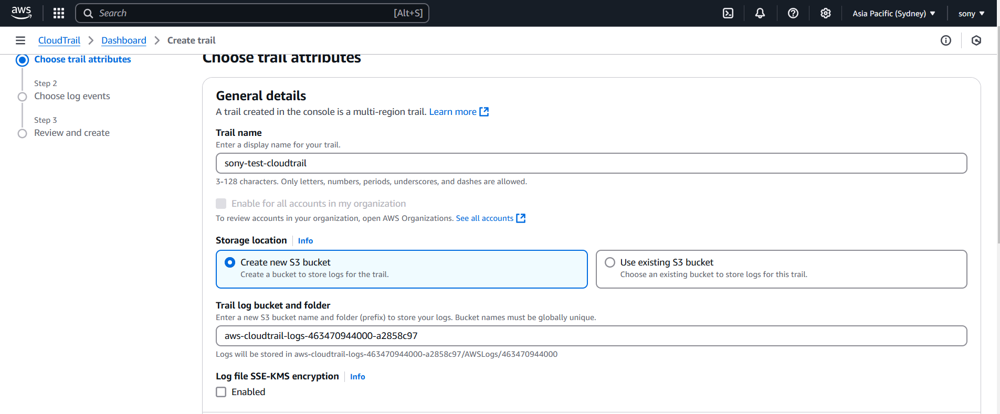 aws
Search [Alt+S]
Asia Pacific (Sydney)
sony
CloudTrail
Dashboard
Create trail
Choose trail attributes
Step 2
Choose log events
Step 3
Review and create
Choose trail attributes
General details
A trail created in the console is a multi-region trail. Learn more
Trail name
Enter a display name for your trail.
sony-test-cloudtrail
3-128 characters. Only letters, numbers, periods, underscores, and dashes are allowed.
Enable for all accounts in my organization
To review accounts in your organization, open AWS Organizations. See all accounts
Storage location Info
Create new S3 bucket
Create a bucket to store logs for the trail.
Use existing S3 bucket
Choose an existing bucket to store logs for this trail.
Trail log bucket and folder
Enter a new S3 bucket name and folder (prefix) to store your logs. Bucket names must be globally unique.
aws-cloudtrail-logs-463470944000-a2858c97
Logs will be stored in aws-cloudtrail-logs-463470944000-a2858c97/AWSLogs/463470944000
Log file SSE-KMS encryption Info
Enabled